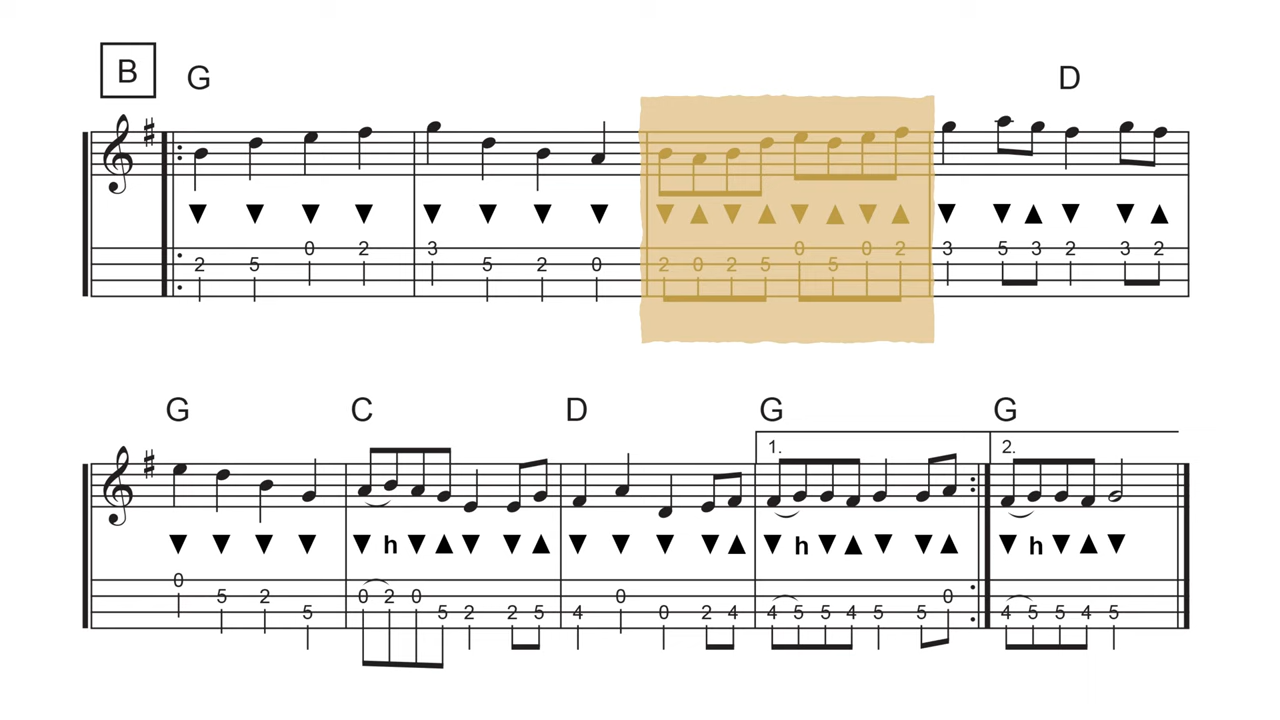 B G D
2 5 0 2 3 5 2 0 2 0 2 5 0 5 0 2 3 5 3 2 3 2
G C D G G
1. 2.
h h h
0 5 2 5 0 2 0 5 2 2 5 4 0 0 2 4 4 5 5 4 5 5 0 4 5 5 4 5